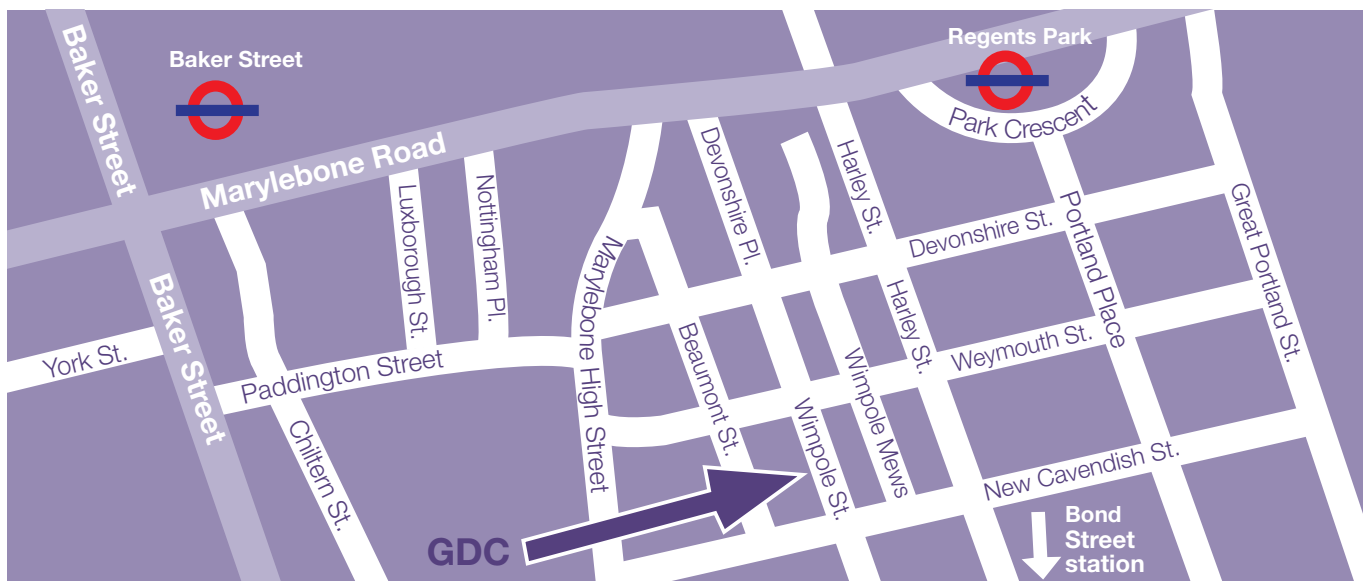 Baker Street
Baker Street
Regents Park
Marylebone Road
Park Crescent
Luxborough St.
Nottingham Pl.
Devonshire Pl.
Harley St.
Devonshire St.
Portland Place
Great Portland St.
Marylebone High Street
Baker Street
York St.
Paddington Street
Beaumont St.
Harley St.
Weymouth St.
Wimpole Mews
Wimpole St.
Chiltern St.
New Cavendish St.
GDC
Bond
Street
station